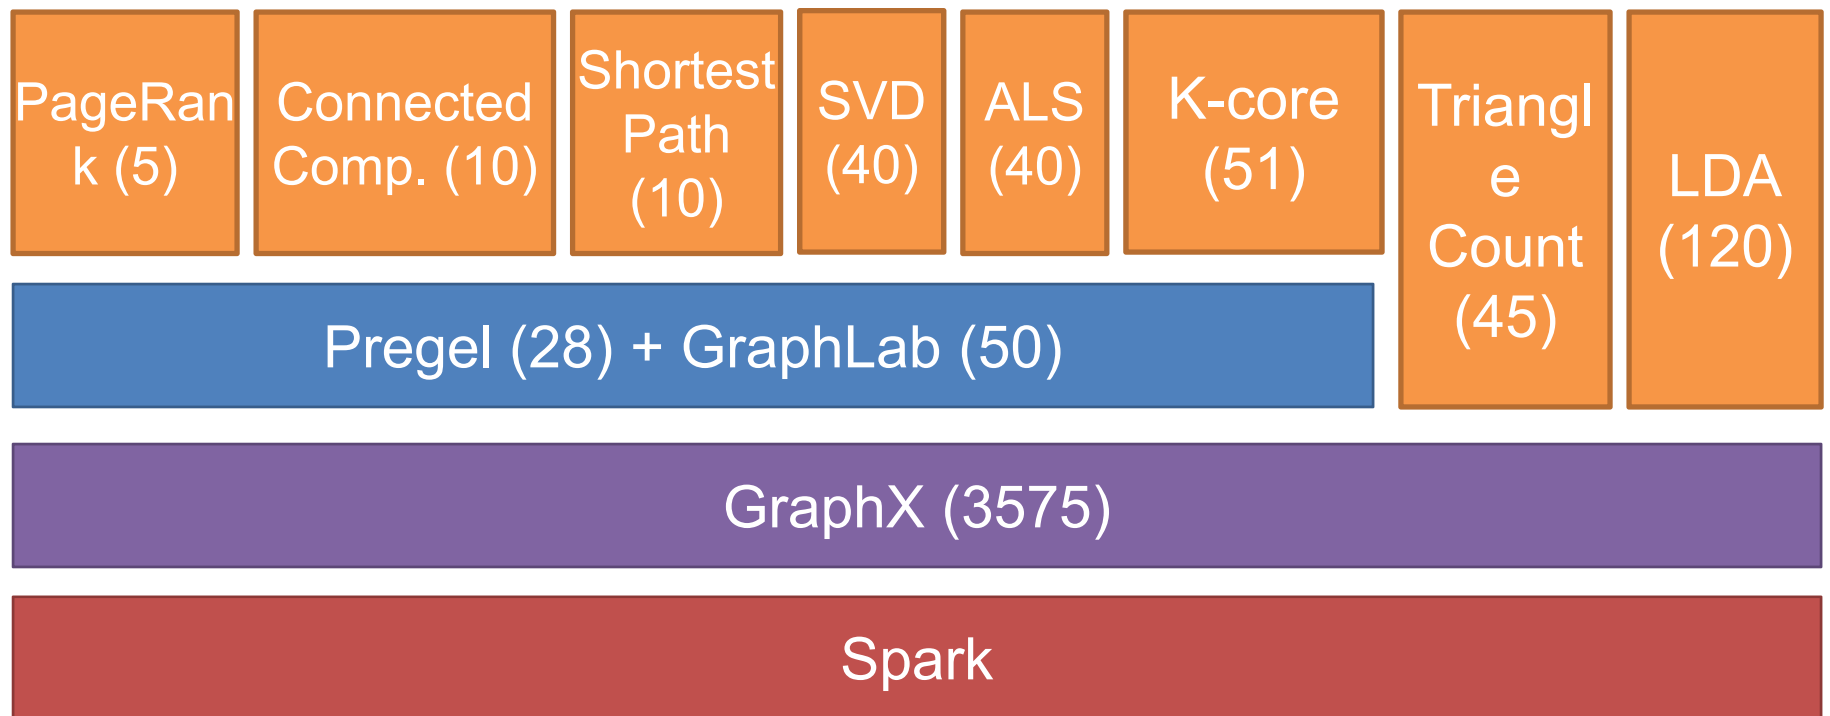 PageRan
k (5)
Connected
Comp. (10)
Shortest
Path
(10)
SVD
(40)
ALS
(40)
K-core
(51)
Triangl
e
Count
(45)
LDA
(120)
Pregel (28) + GraphLab (50)
GraphX (3575)
Spark